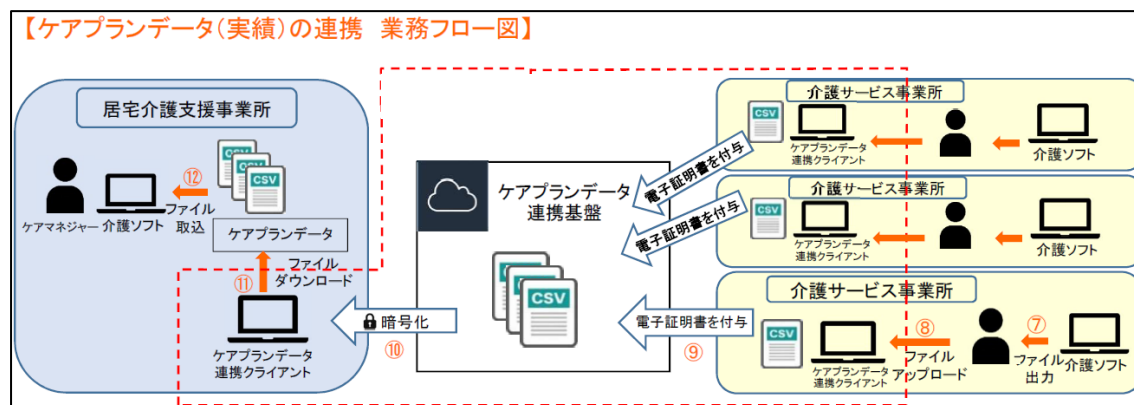 【ケアプランデータ(実績)の連携 業務フロー図】
居宅介護支援事業所
CSV
CSV
CSV
⑫
ファイル
取込
ケアマネジャー
介護ソフト
ケアプランデータ
⑪
ファイル
ダウンロード
ケアプランデータ
連携クライアント
暗号化
⑩
ケアプランデータ
連携基盤
CSV
CSV
CSV
電子証明書を付与
電子証明書を付与
電子証明書を付与
⑨
介護サービス事業所
CSV
ケアプランデータ
連携クライアント
介護ソフト
介護サービス事業所
CSV
ケアプランデータ
連携クライアント
介護ソフト
介護サービス事業所
CSV
ケアプランデータ
連携クライアント
⑧
ファイル
アップロード
⑦
ファイル
出力
介護ソフト